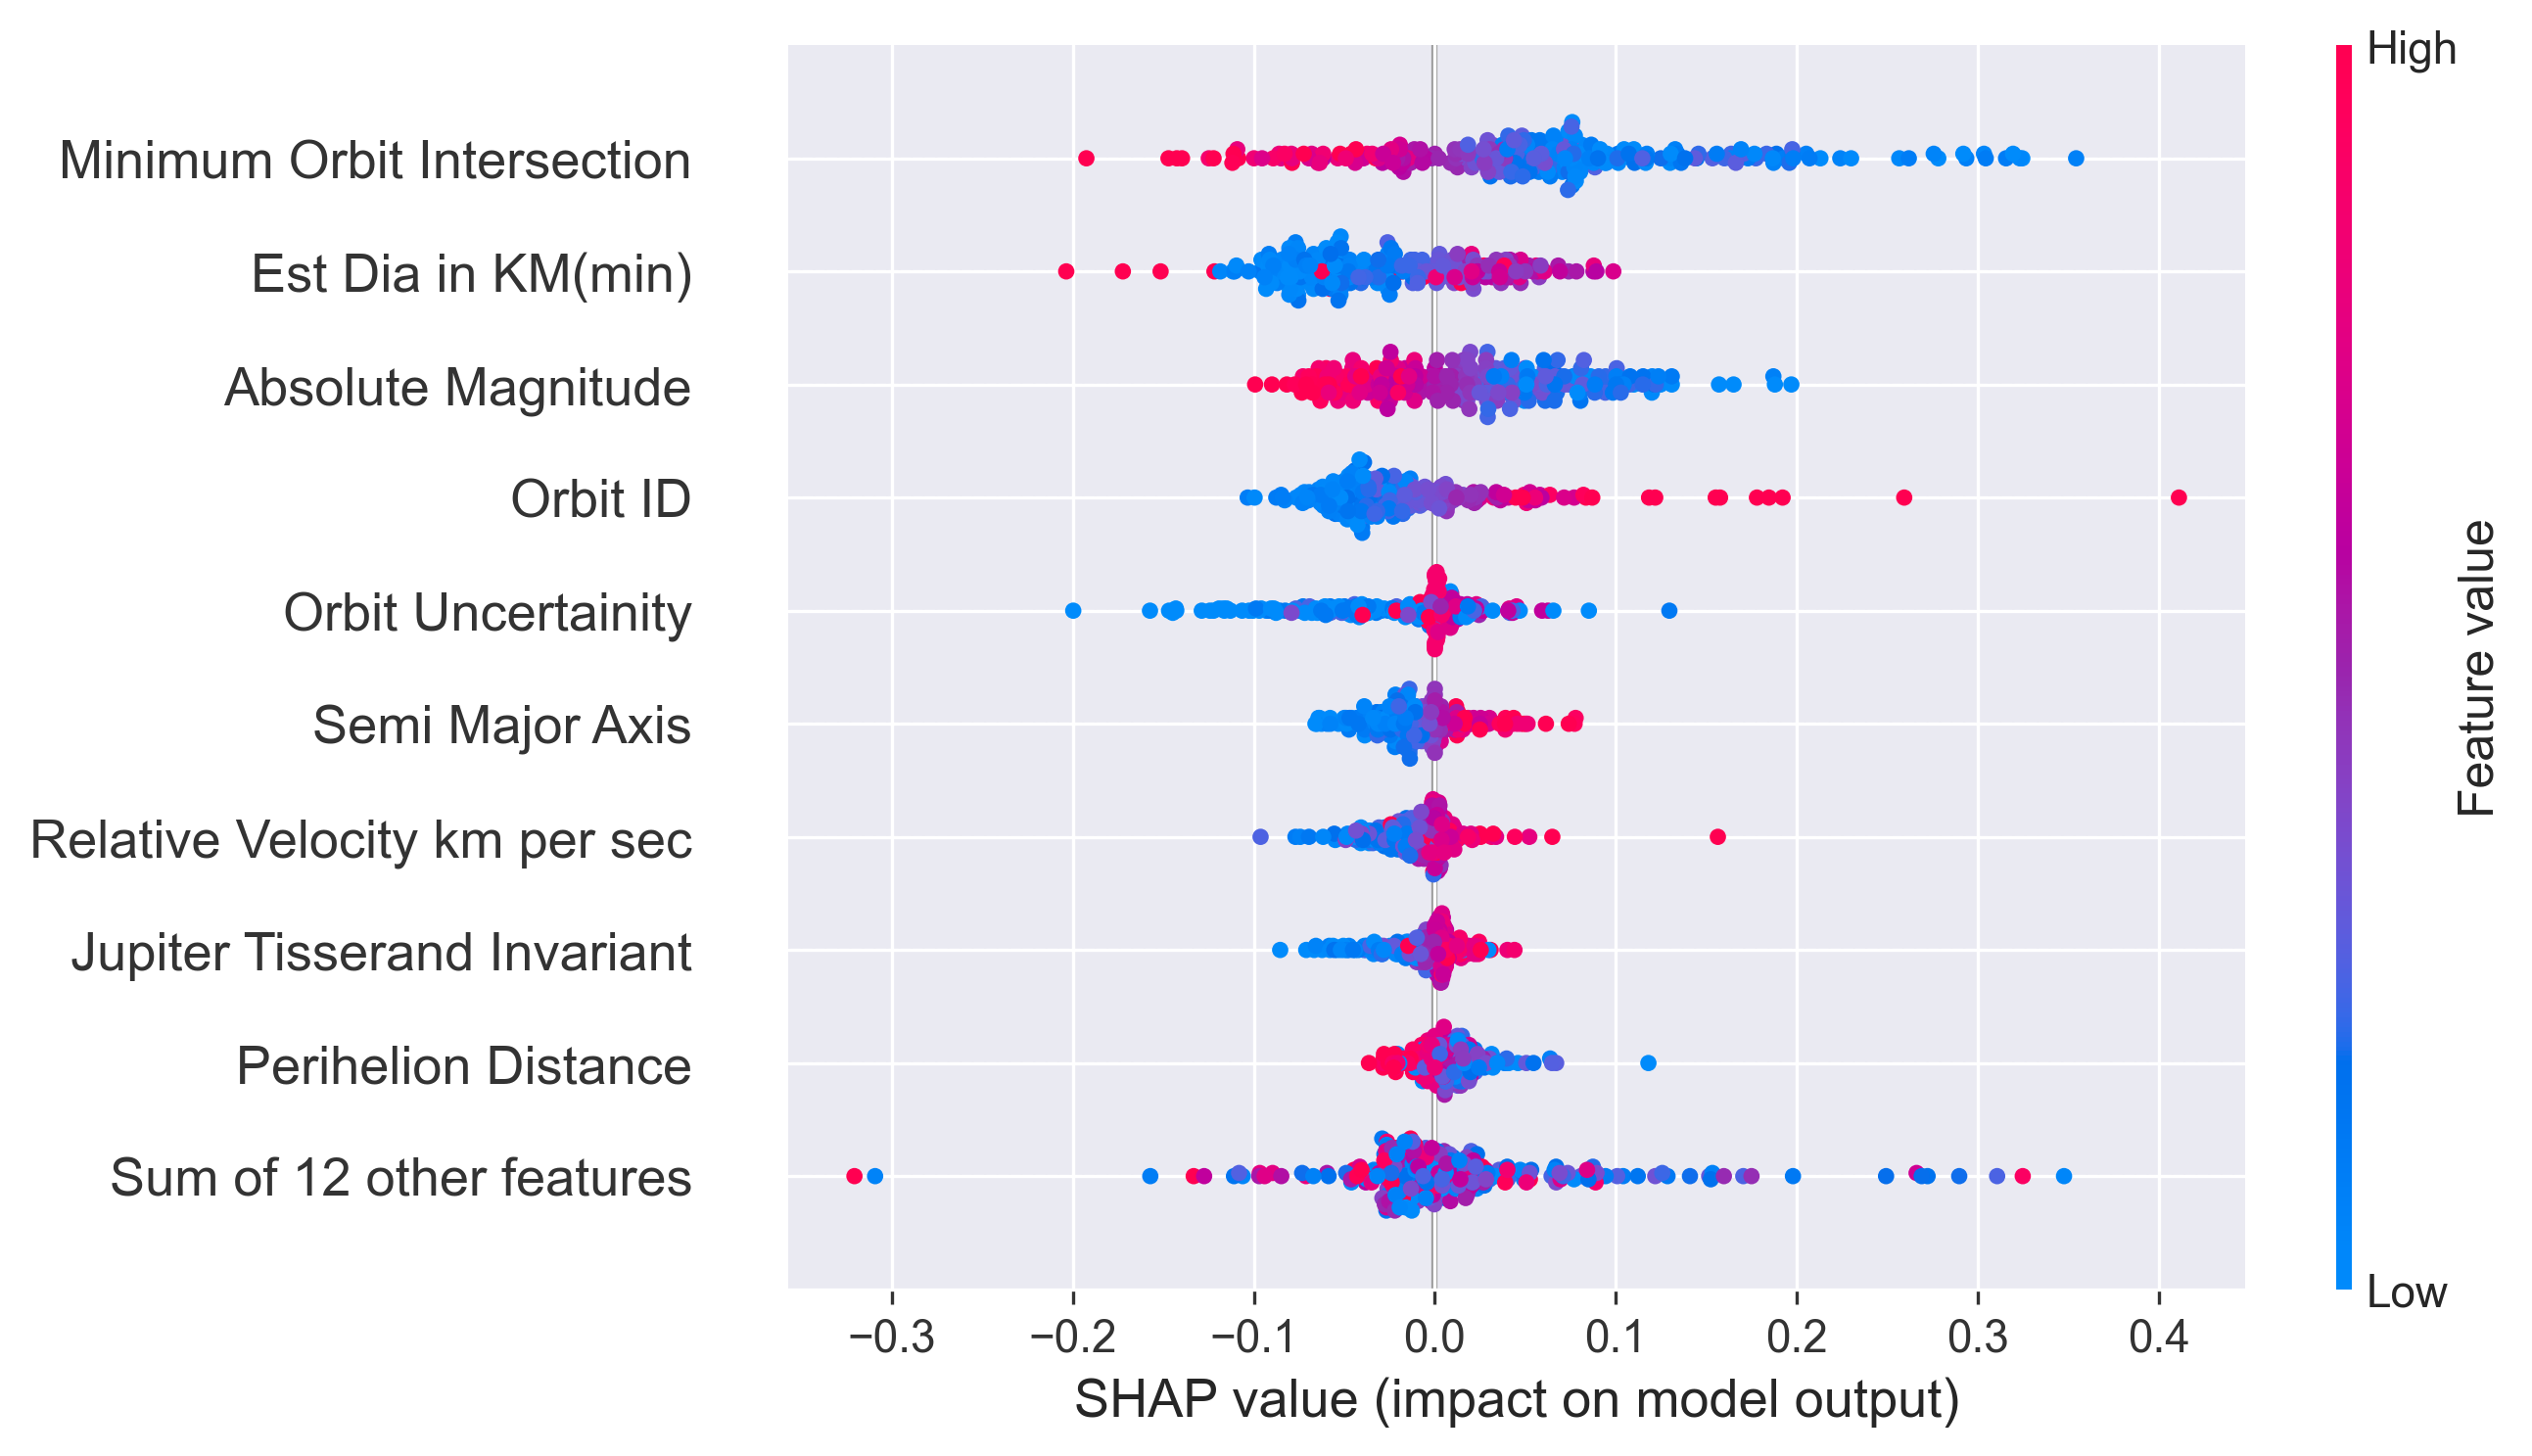 High
Minimum Orbit Intersection
Est Dia in KM(min)
Absolute Magnitude
Orbit ID
Orbit Uncertainity
Semi Major Axis
Relative Velocity km per sec
Jupiter Tisserand Invariant
Perihelion Distance
Sum of 12 other features
Feature value
Low
−0.3 −0.2 −0.1 0.0 0.1 0.2 0.3 0.4
SHAP value (impact on model output)